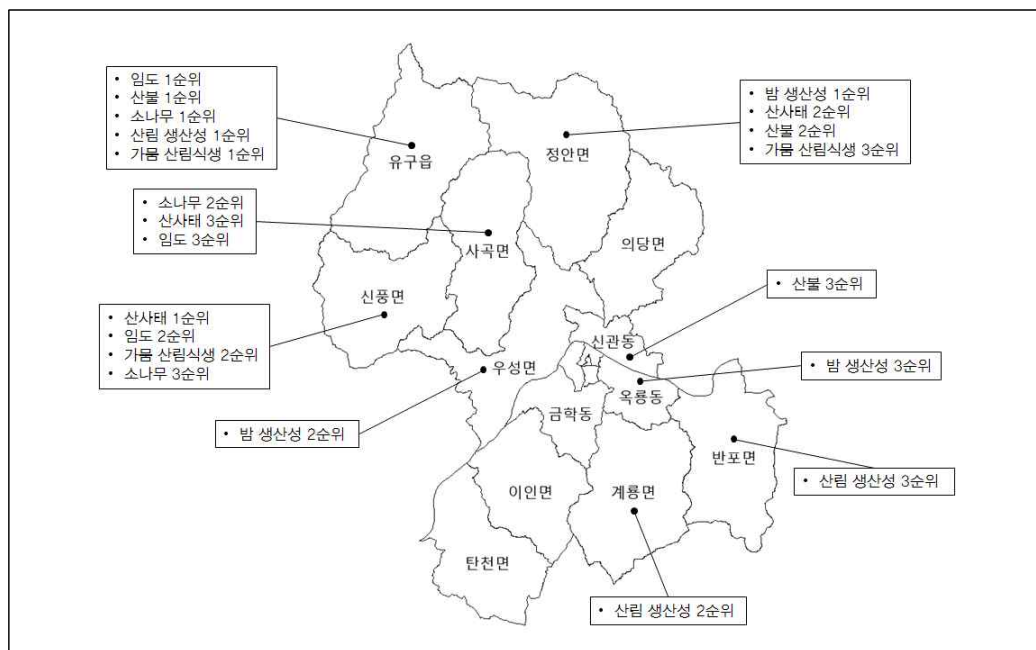 • 임도 1순위
• 산불 1순위
• 소나무 1순위
• 산림 생산성 1순위
• 가뭄 산림식생 1순위
• 밤 생산성 1순위
• 산사태 2순위
• 산불 2순위
• 가뭄 산림식생 3순위
유구읍
정안면
• 소나무 2순위
• 산사태 3순위
• 임도 3순위
사곡면
의당면
신풍면
• 산불 3순위
• 산사태 1순위
• 임도 2순위
• 가뭄 산림식생 2순위
• 소나무 3순위
신관동
우성면
• 밤 생산성 3순위
옥룡동
금학동
• 밤 생산성 2순위
반포면
• 산림 생산성 3순위
이인면
계룡면
탄천면
• 산림 생산성 2순위